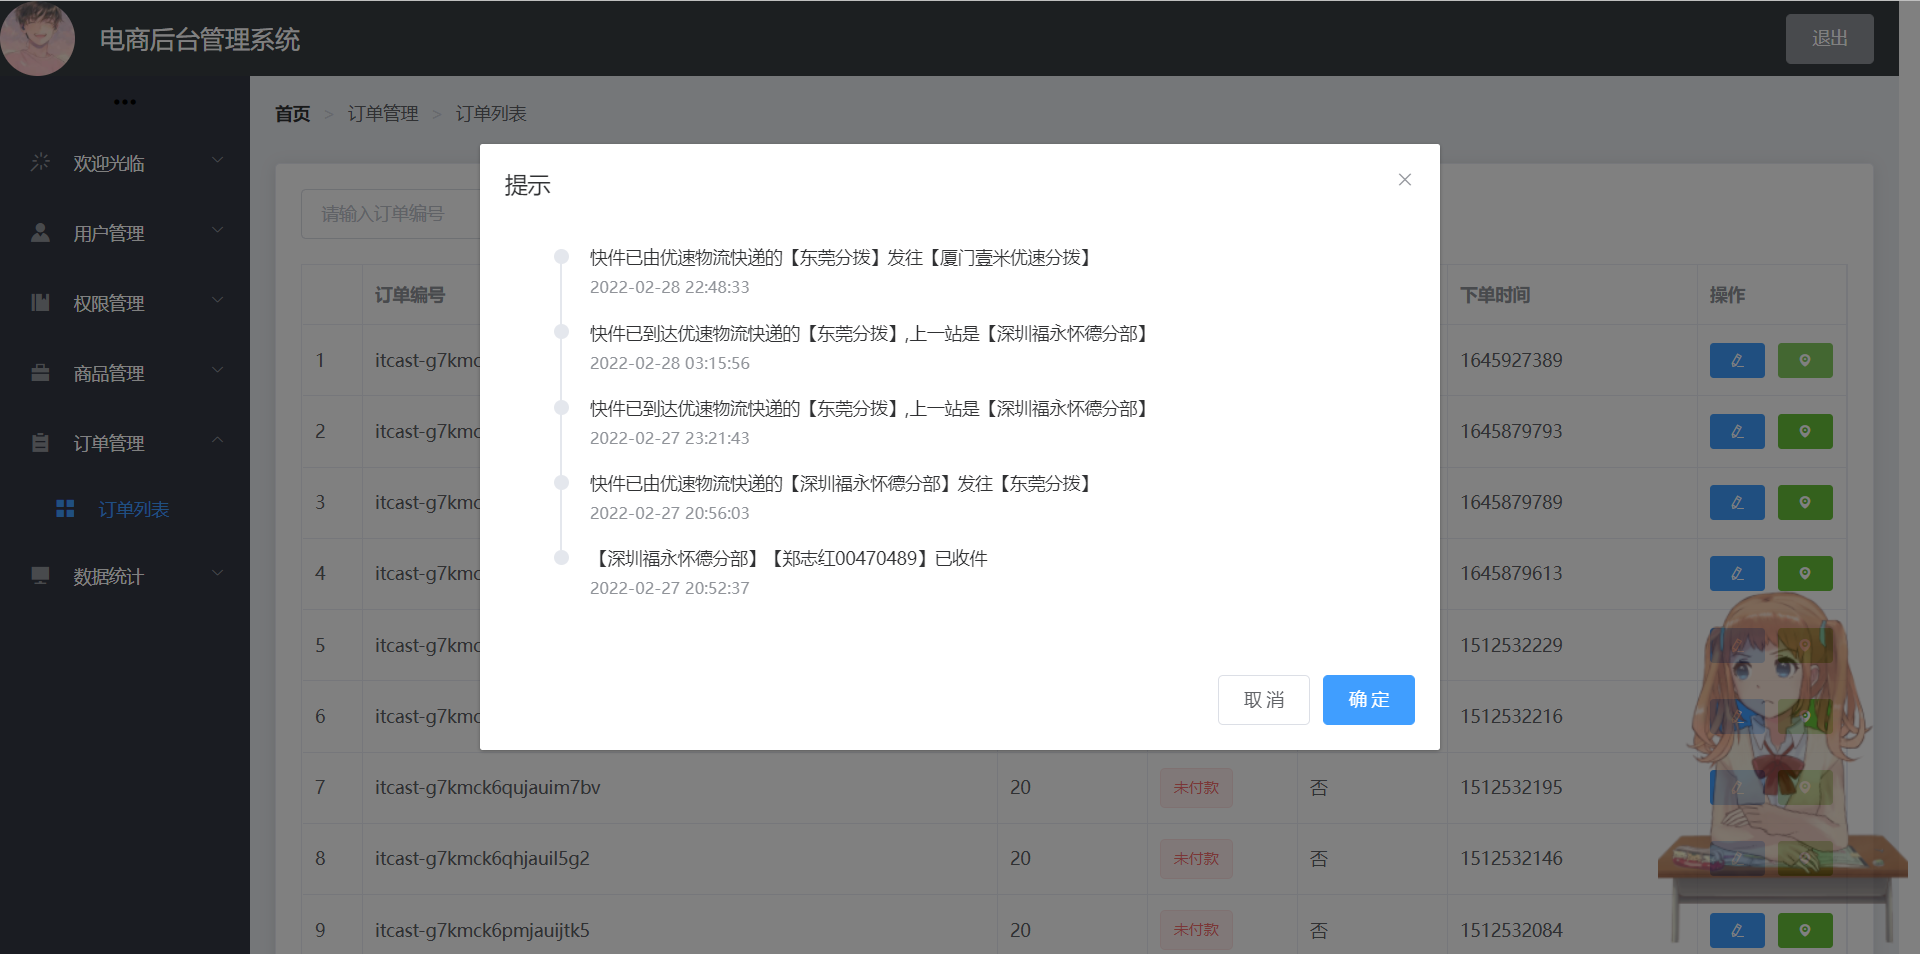 电商后台管理系统
退出
•••
欢迎光临
用户管理
权限管理
商品管理
订单管理
订单列表
数据统计
首页 > 订单管理 > 订单列表
请输入订单编号
订单编号 下单时间 操作
1 itcast-g7kmc 1645927389
2 itcast-g7kmc 1645879793
3 itcast-g7kmc 1645879789
4 itcast-g7kmc 1645879613
5 itcast-g7kmc 1512532229
6 itcast-g7kmc 1512532216
7 itcast-g7kmck6qujauim7bv 20 未付款 否 1512532195
8 itcast-g7kmck6qhjauil5g2 20 未付款 否 1512532146
9 itcast-g7kmck6pmjauijtk5 20 未付款 否 1512532084
提示
快件已由优速物流快递的【东莞分拨】发往【厦门壹米优速分拨】
2022-02-28 22:48:33
快件已到达优速物流快递的【东莞分拨】,上一站是【深圳福永怀德分部】
2022-02-28 03:15:56
快件已到达优速物流快递的【东莞分拨】,上一站是【深圳福永怀德分部】
2022-02-27 23:21:43
快件已由优速物流快递的【深圳福永怀德分部】发往【东莞分拨】
2022-02-27 20:56:03
【深圳福永怀德分部】【郑志红00470489】已收件
2022-02-27 20:52:37
取消 确定